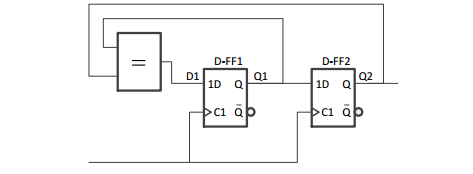 D-FF1
D-FF2
=
D1
1D
Q
Q1
1D
Q
Q2
C1
Q̅
C1
Q̅